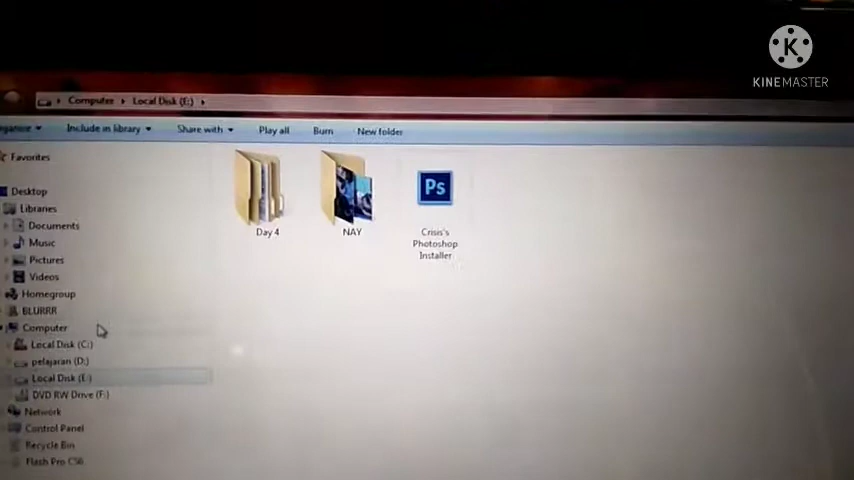 K
KINEMASTER
Computer
Local Disk (E:)
Include in library
Share with
Play all
Burn
New folder
Favorites
Desktop
Libraries
Documents
Music
Pictures
Videos
Homegroup
BLURRR
Computer
Local Disk (C:)
pelajaran (D:)
Local Disk (E:)
DVD RW Drive (F:)
Network
Control Panel
Recycle Bin
Flash Pro CS6
Day 4
NAY
Ps
Crisis's
Photoshop
Installer